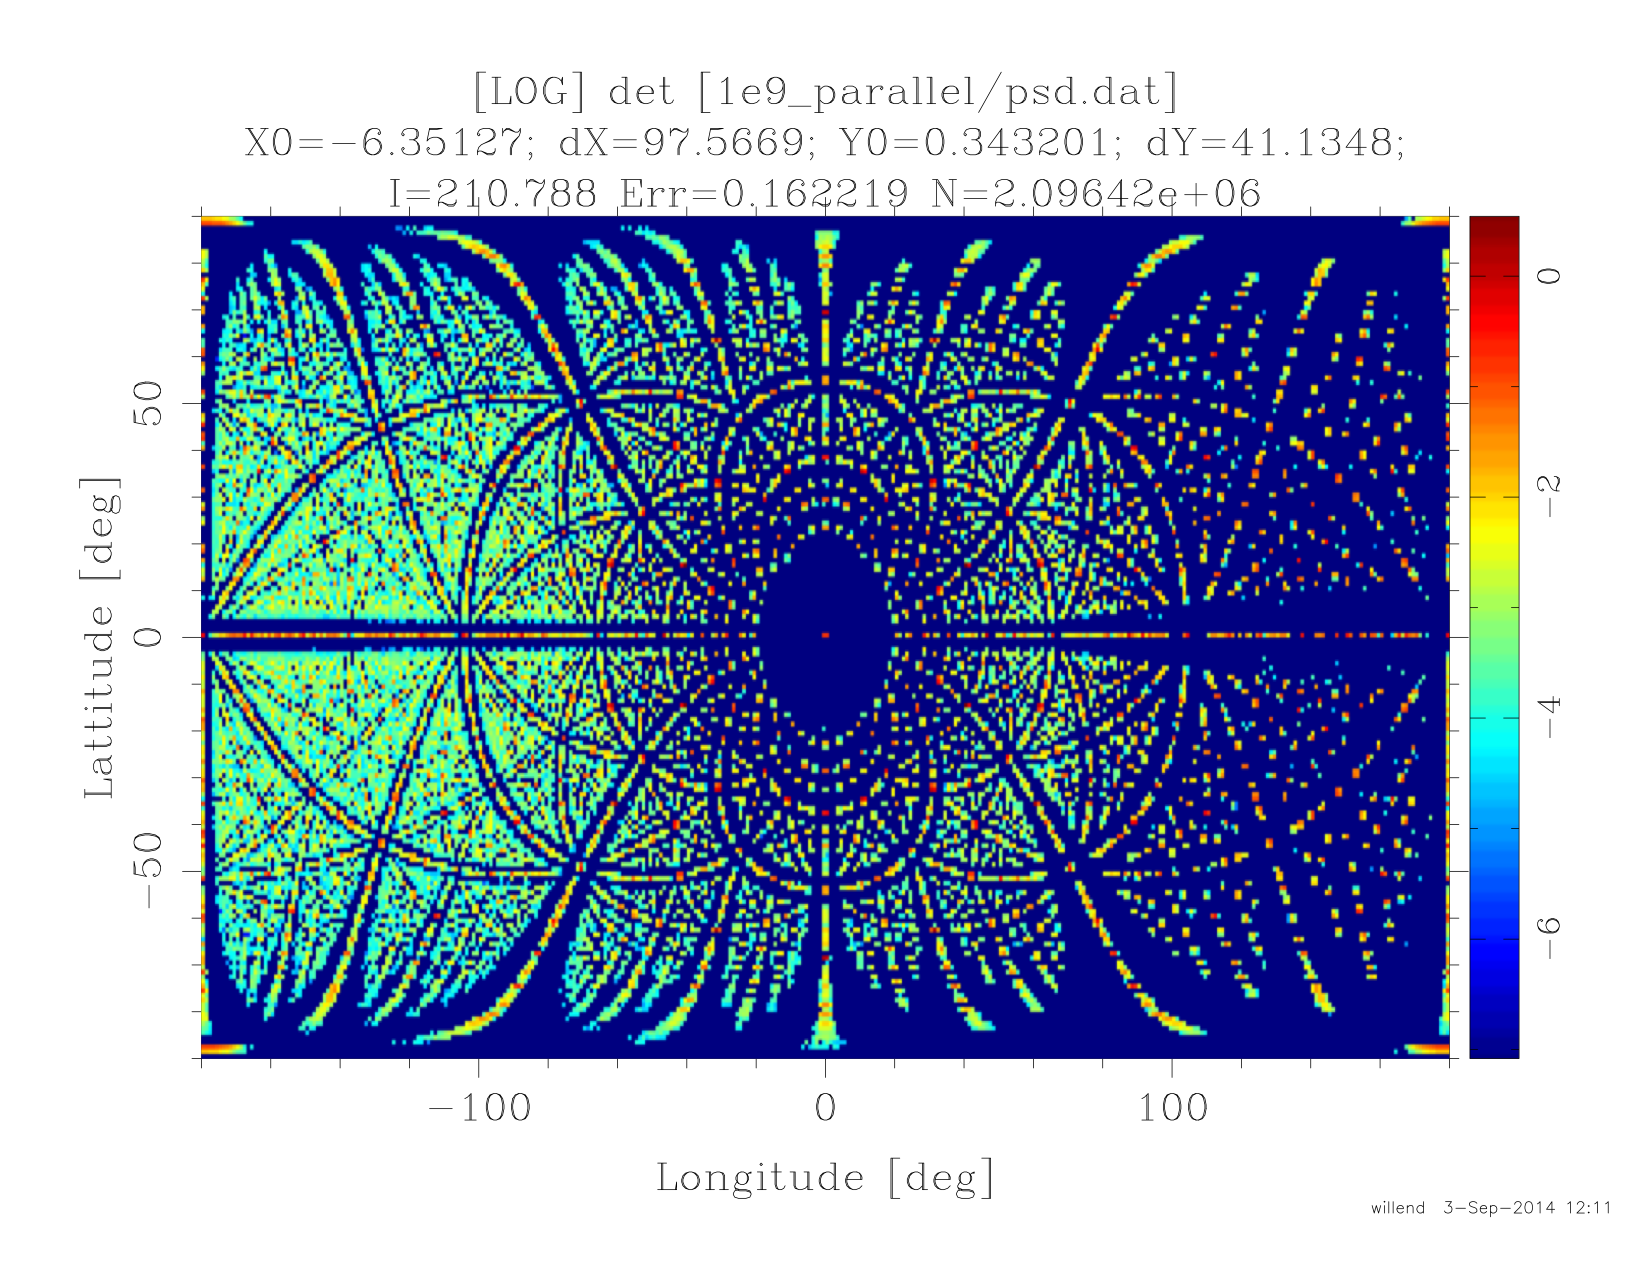 [LOG] det [1e9_parallel/psd.dat]
X0=−6.35127; dX=97.5669; Y0=0.343201; dY=41.1348;
I=210.788 Err=0.162219 N=2.09642e+06
Lattitude [deg]
50
0
−50
−100
0
100
Longitude [deg]
0
−2
−4
−6
willend 3−Sep−2014 12:11